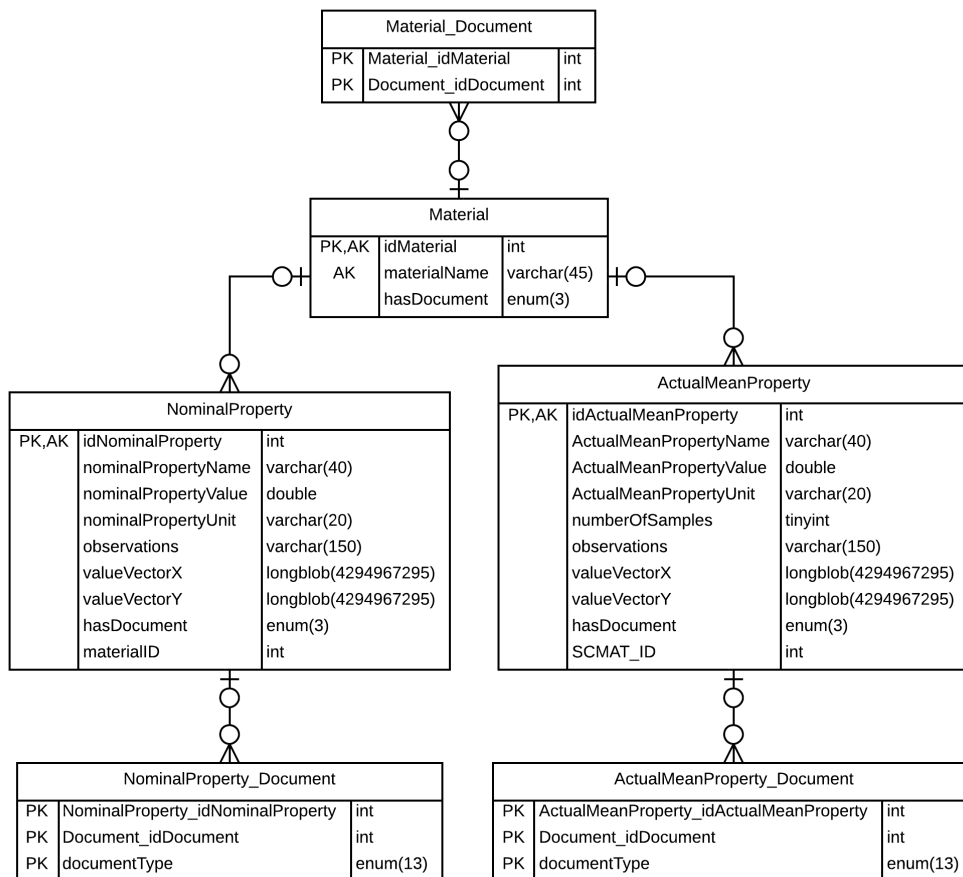 Material_Document
PK Material_idMaterial int
PK Document_idDocument int
Material
PK,AK idMaterial int
AK materialName varchar(45)
hasDocument enum(3)
NominalProperty
PK,AK idNominalProperty int
nominalPropertyName varchar(40)
nominalPropertyValue double
nominalPropertyUnit varchar(20)
observations varchar(150)
valueVectorX longblob(4294967295)
valueVectorY longblob(4294967295)
hasDocument enum(3)
materialID int
ActualMeanProperty
PK,AK idActualMeanProperty int
ActualMeanPropertyName varchar(40)
ActualMeanPropertyValue double
ActualMeanPropertyUnit varchar(20)
numberOfSamples tinyint
observations varchar(150)
valueVectorX longblob(4294967295)
valueVectorY longblob(4294967295)
hasDocument enum(3)
SCMAT_ID int
NominalProperty_Document
PK NominalProperty_idNominalProperty int
PK Document_idDocument int
PK documentType enum(13)
ActualMeanProperty_Document
PK ActualMeanProperty_idActualMeanProperty int
PK Document_idDocument int
PK documentType enum(13)